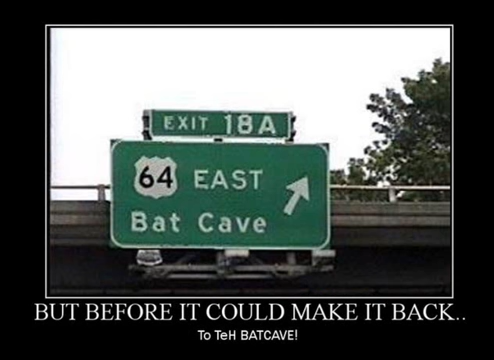 EXIT 18A
64 EAST
Bat Cave
BUT BEFORE IT COULD MAKE IT BACK..
To TeH BATCAVE!